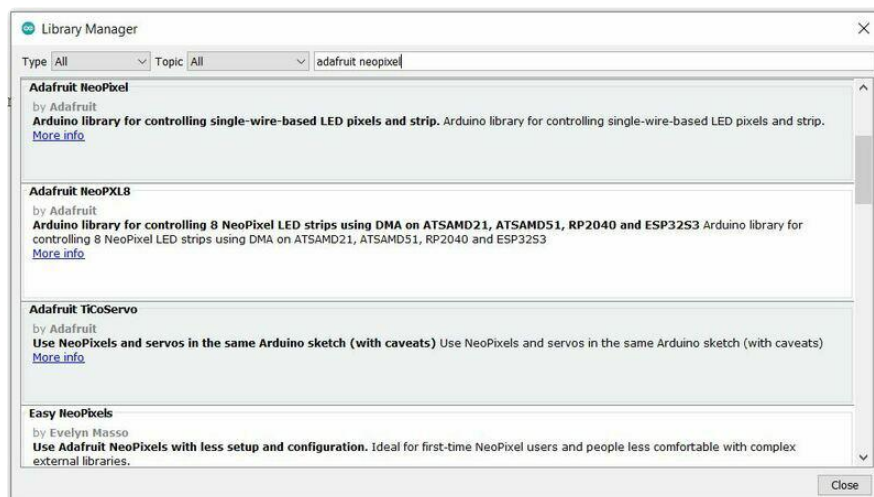 Library Manager
Type All Topic All adafruit neopixel
Adafruit NeoPixel
by Adafruit
Arduino library for controlling single-wire-based LED pixels and strip. Arduino library for controlling single-wire-based LED pixels and strip.
More info
Adafruit NeoPXL8
by Adafruit
Arduino library for controlling 8 NeoPixel LED strips using DMA on ATSAMD21, ATSAMD51, RP2040 and ESP32S3 Arduino library for
controlling 8 NeoPixel LED strips using DMA on ATSAMD21, ATSAMD51, RP2040 and ESP32S3
More info
Adafruit TiCoServo
by Adafruit
Use NeoPixels and servos in the same Arduino sketch (with caveats) Use NeoPixels and servos in the same Arduino sketch (with caveats)
More info
Easy NeoPixels
by Evelyn Masso
Use Adafruit NeoPixels with less setup and configuration. Ideal for first-time NeoPixel users and people less comfortable with complex
external libraries.
Close